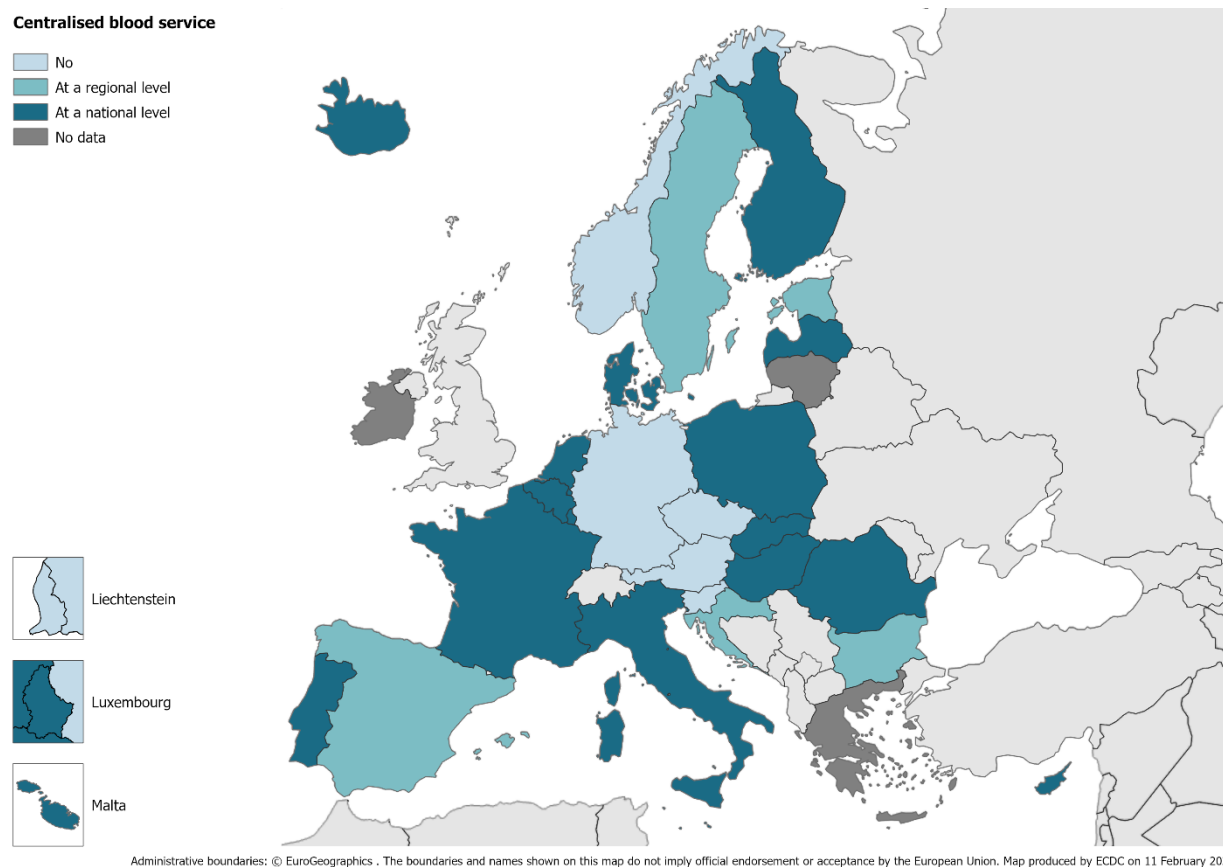 Centralised blood service
No
At a regional level
At a national level
No data
Liechtenstein
Luxembourg
Malta
Administrative boundaries: © EuroGeographics . The boundaries and names shown on this map do not imply official endorsement or acceptance by the European Union. Map produced by ECDC on 11 February 20